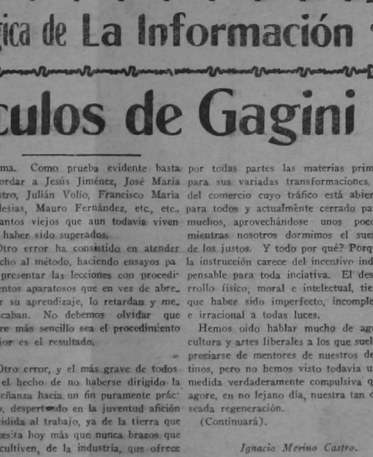 gica de La Información
culos de Gagini
ma. Como prueba evidente basta
ordar a Jesús Jiménez, José María
stro, Julián Volio, Francisco María
lesias, Mauro Fernández, etc., etc.
antos viejos que aun todavía viven
haber sido superados.
Otro error ha consistido en atender
cho al método, haciendo ensayos pa
presentar las lecciones con procedi-
entos aparatosos que en vez de abre.
r su aprendizaje, lo retardan y me.
caban. No debemos olvidar que
re más sencillo sea el procedimiento
jor es el resultado.
Otro error, y el más grave de todos
el hecho de no haberse dirigido la
eñanza hacia un fin puramente prác-
o, despertando en la juventud afición
idida al trabajo, ya de la tierra que
esita hoy más que nunca brazos que
cultiven, de la industria, que ofrece
por todas partes las materias prim
para sus variadas transformaciones,
del comercio cuyo tráfico está abier
para todos y actualmente cerrado pa
muchos, aprovechándose unos poco
mientras nosotros dormimos el sue
de los justos. Y todo por qué? Porq
la instrucción carece del incentivo ind
pensable para toda inciativa. El des
rrollo físico, moral e intelectual, tie
que haber sido imperfecto, incomple
e irracional a todas luces.
Hemos oído hablar mucho de agr
cultura y artes liberales a los que suel
preciarse de mentores de nuestros de
tinos, pero no hemos visto todavía u
medida verdaderamente compulsiva q
agore, en no lejano día, nuestra tan d
seada regeneración.
(Continuará).
Ignacio Merino Castro.